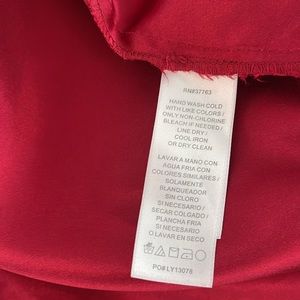 RN#37763
HAND WASH COLD
WITH LIKE COLORS /
ONLY NON-CHLORINE
BLEACH IF NEEDED /
LINE DRY /
COOL IRON
OR DRY CLEAN
LAVAR A MANO CON
AGUA FRIA CON
COLORES SIMILARES /
SOLAMENTE
BLANQUEADOR
SIN CLORO
SI NECESARIO /
SECAR COLGADO /
PLANCHA FRIA
SI NECESARIO /
O LAVAR EN SECO
PO# LY13078